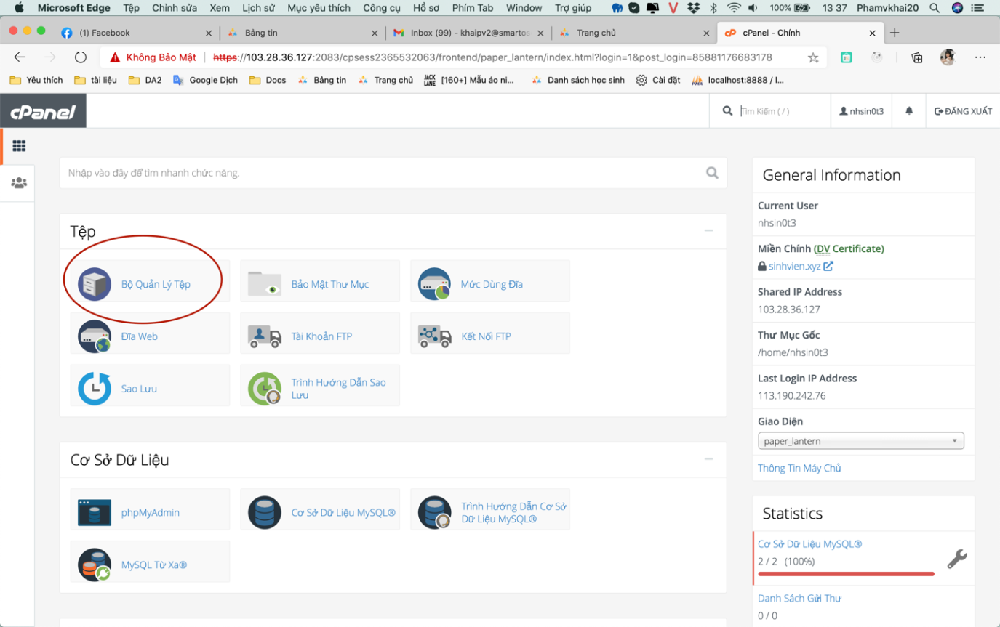 Microsoft Edge Tệp Chỉnh sửa Xem Lịch sử Mục yêu thích Công cụ Hồ sơ Phím Tab Window Trợ giúp 100% 13 37 Phamvkhai20
(1) Facebook Bảng tin Inbox (99) - khaipv2@smartos Trang chủ cPanel - Chính
Không Bảo Mật https://103.28.36.127:2083/cpsess2365532063/frontend/paper_lantern/index.html?login=1&post_login=85881176683178
Yêu thích tài liệu DA2 Google Dịch Docs Bảng tin Trang chủ JACK LANE [160+] Mẫu áo ni... Danh sách học sinh Cài đặt localhost:8888 / l...
cPanel Tìm Kiếm ( / ) nhsin0t3 ĐĂNG XUẤT
Nhập vào đây để tìm nhanh chức năng.
Tệp
Bộ Quản Lý Tệp Bảo Mật Thư Mục Mức Dùng Đĩa
Đĩa Web Tài Khoản FTP Kết Nối FTP
Sao Lưu Trình Hướng Dẫn Sao
Lưu
Cơ Sở Dữ Liệu
phpMyAdmin Cơ Sở Dữ Liệu MySQL® Trình Hướng Dẫn Cơ Sở
Dữ Liệu MySQL®
MySQL Từ Xa®
General Information
Current User
nhsin0t3
Miền Chính (DV Certificate)
sinhvien.xyz
Shared IP Address
103.28.36.127
Thư Mục Gốc
/home/nhsin0t3
Last Login IP Address
113.190.242.76
Giao Diện
paper_lantern
Thông Tin Máy Chủ
Statistics
Cơ Sở Dữ Liệu MySQL®
2 / 2 (100%)
Danh Sách Gửi Thư
0 / 0